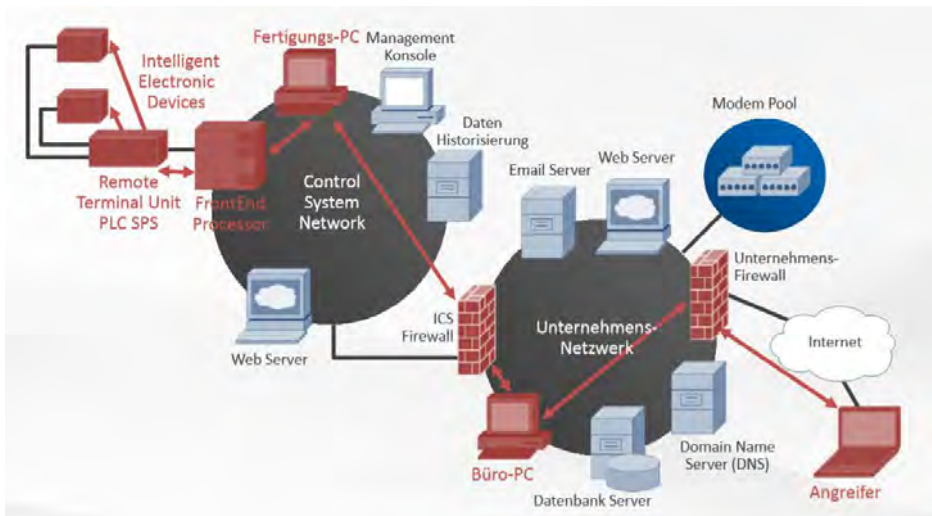 Fertigungs-PC
Management
Konsole
Intelligent
Electronic
Devices
Daten
Historisierung
Modem Pool
Email Server
Web Server
Remote
Terminal Unit
PLC SPS
FrontEnd
Processor
Control
System
Network
Unternehmens-
Firewall
ICS
Firewall
Unternehmens-
Netzwerk
Internet
Web Server
Büro-PC
Datenbank Server
Domain Name
Server (DNS)
Angreifer